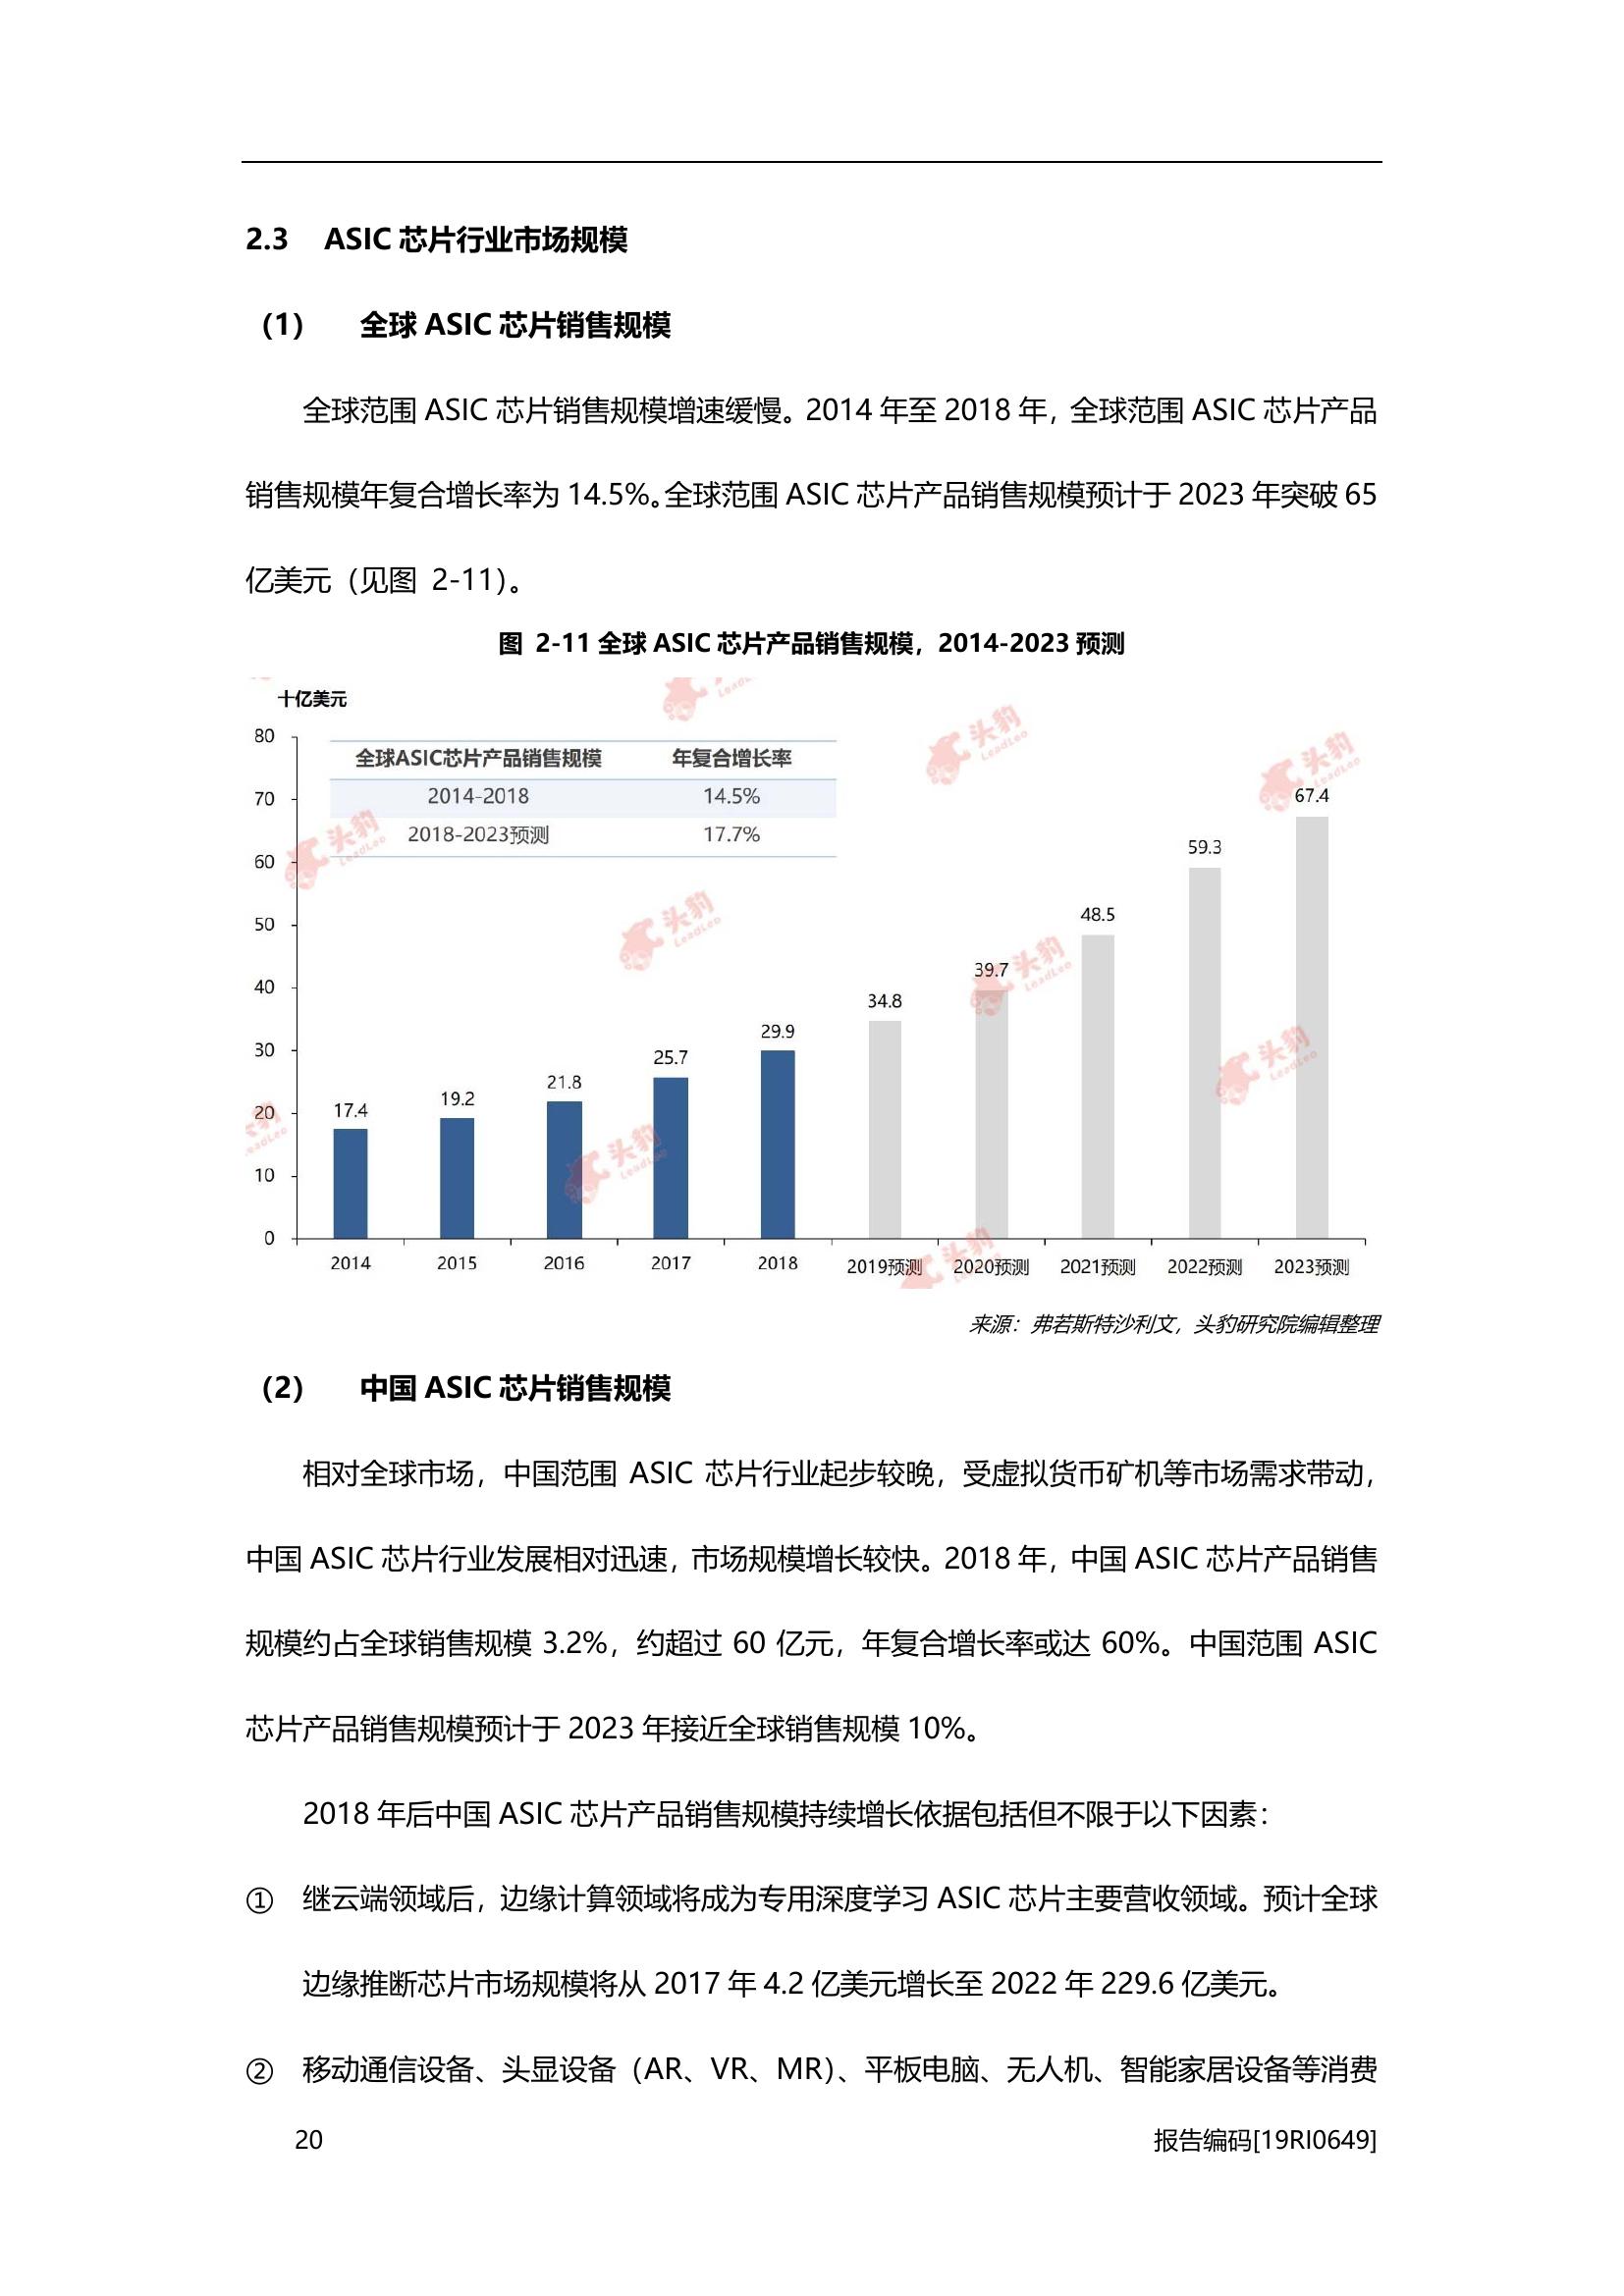 2.3 ASIC 芯片行业市场规模
（1） 全球 ASIC 芯片销售规模
全球范围 ASIC 芯片销售规模增速缓慢。2014 年至 2018 年，全球范围 ASIC 芯片产品
销售规模年复合增长率为 14.5%。全球范围 ASIC 芯片产品销售规模预计于 2023 年突破 65
亿美元（见图 2-11）。
图 2-11 全球 ASIC 芯片产品销售规模，2014-2023 预测
十亿美元
全球ASIC芯片产品销售规模 年复合增长率
2014-2018 14.5%
2018-2023预测 17.7%
80
70
60
50
40
30
20
10
0
17.4 19.2 21.8 25.7 29.9 34.8 39.7 48.5 59.3 67.4
2014 2015 2016 2017 2018 2019预测 2020预测 2021预测 2022预测 2023预测
头豹
LeadLeo
来源：弗若斯特沙利文，头豹研究院编辑整理
（2） 中国 ASIC 芯片销售规模
相对全球市场，中国范围 ASIC 芯片行业起步较晚，受虚拟货币矿机等市场需求带动，
中国 ASIC 芯片行业发展相对迅速，市场规模增长较快。2018 年，中国 ASIC 芯片产品销售
规模约占全球销售规模 3.2%，约超过 60 亿元，年复合增长率或达 60%。中国范围 ASIC
芯片产品销售规模预计于 2023 年接近全球销售规模 10%。
2018 年后中国 ASIC 芯片产品销售规模持续增长依据包括但不限于以下因素：
① 继云端领域后，边缘计算领域将成为专用深度学习 ASIC 芯片主要营收领域。预计全球
边缘推断芯片市场规模将从 2017 年 4.2 亿美元增长至 2022 年 229.6 亿美元。
② 移动通信设备、头显设备（AR、VR、MR）、平板电脑、无人机、智能家居设备等消费
20 报告编码[19RI0649]